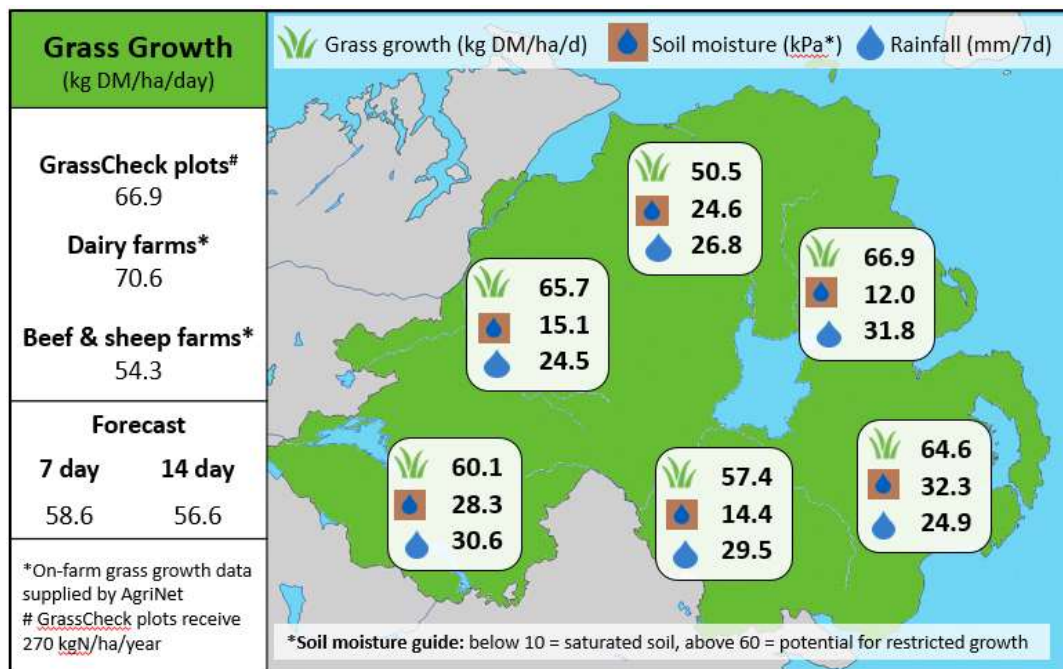 Grass Growth
(kg DM/ha/day)
GrassCheck plots#
66.9
Dairy farms*
70.6
Beef & sheep farms*
54.3
Forecast
7 day 14 day
58.6 56.6
*On-farm grass growth data
supplied by AgriNet
# GrassCheck plots receive
270 kgN/ha/year
Grass growth (kg DM/ha/d) Soil moisture (kPa*) Rainfall (mm/7d)
50.5
24.6
26.8
66.9
12.0
31.8
65.7
15.1
24.5
60.1
28.3
30.6
57.4
14.4
29.5
64.6
32.3
24.9
*Soil moisture guide: below 10 = saturated soil, above 60 = potential for restricted growth